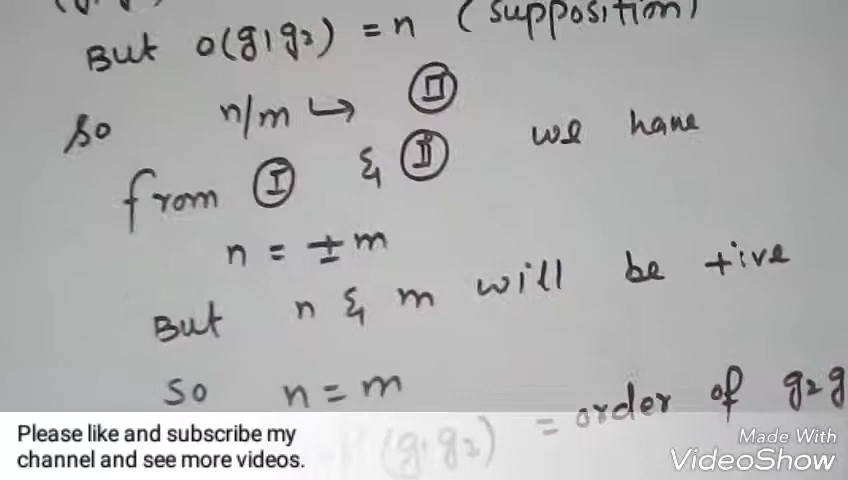 But o(g1g2) = n (supposition)
so n/m ↪ II
from I & II we have
n = ± m
But n & m will be +ive
so n = m
(g1g2) = order of g2g
Please like and subscribe my
channel and see more videos.
Made With
VideoShow